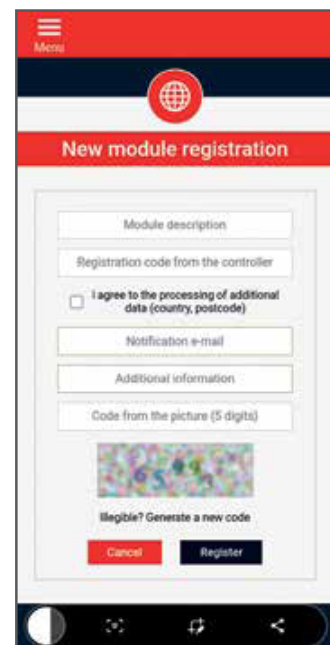 Menu
New module registration
Module description
Registration code from the controller
I agree to the processing of additional
data (country, postcode)
Notification e-mail
Additional information
Code from the picture (5 digits)
Illegible? Generate a new code
Cancel
Register